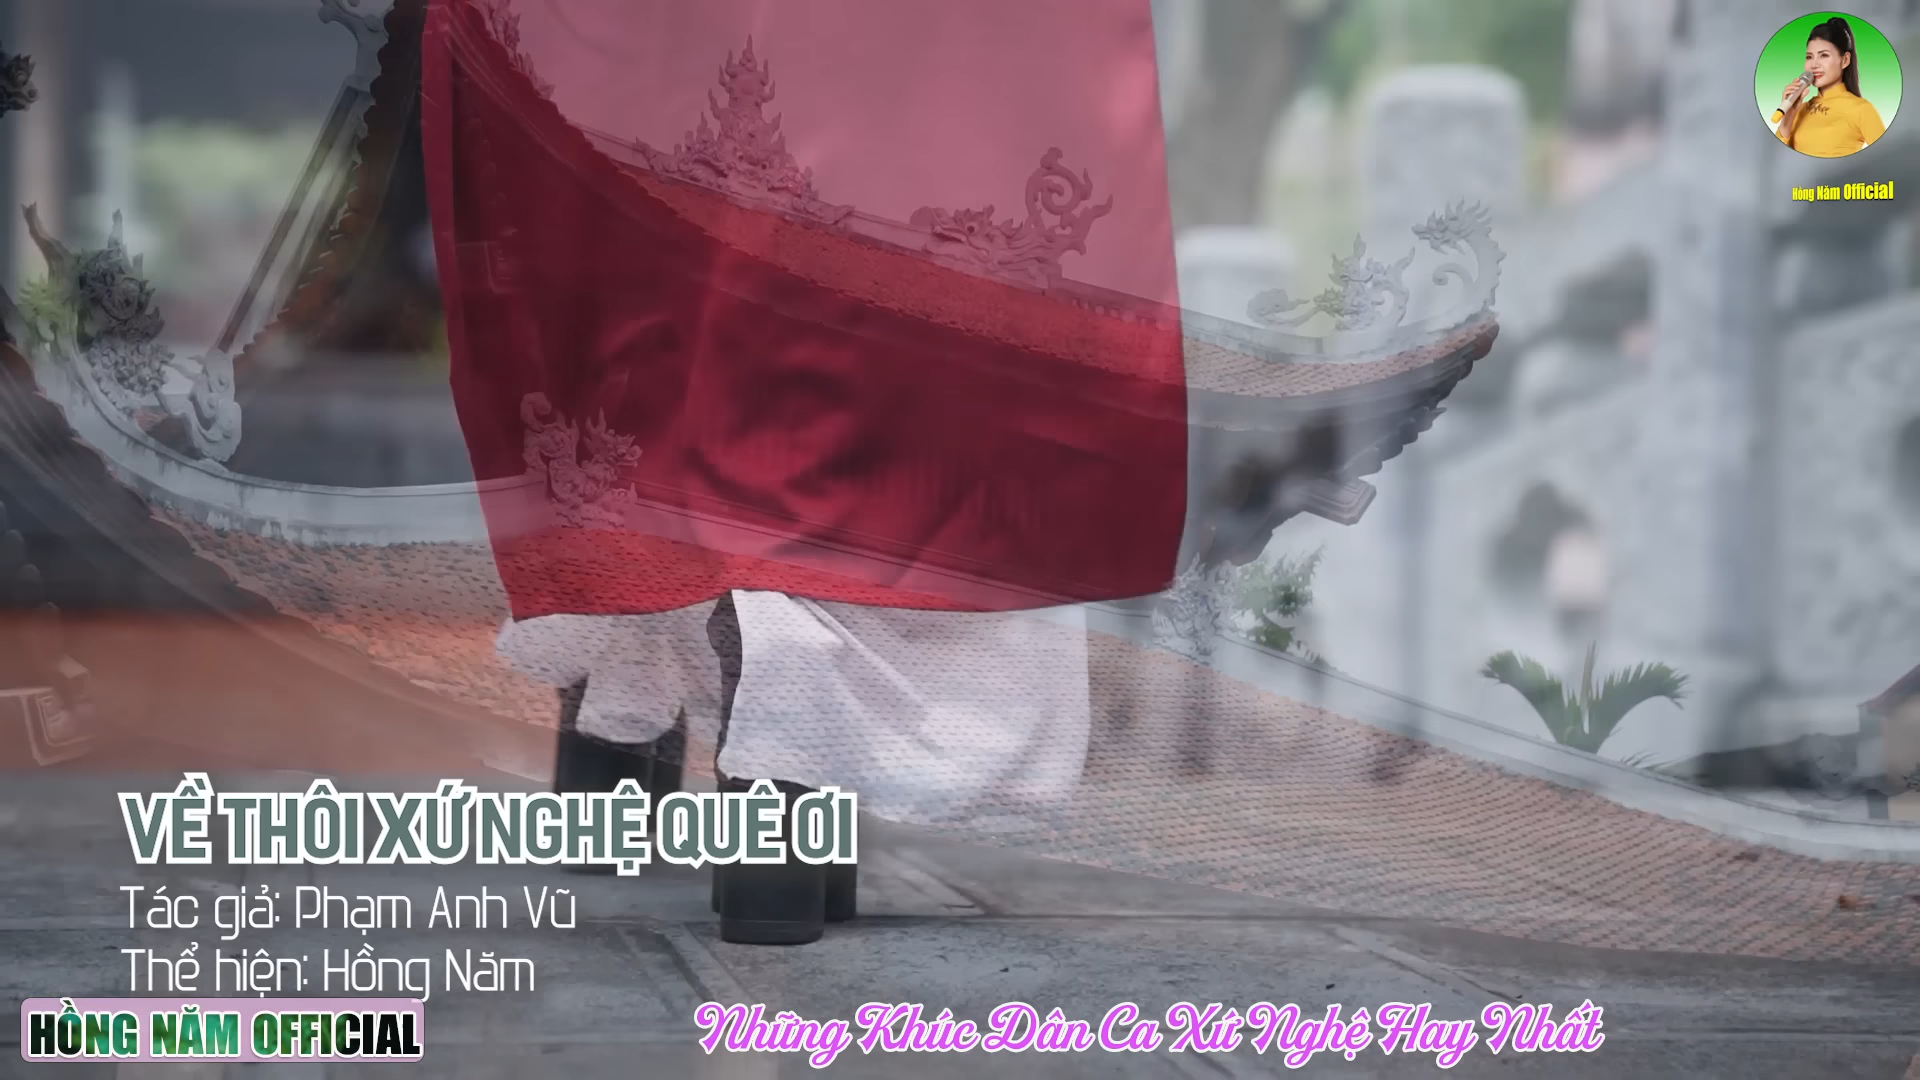 Hồng Năm Official
VỀ THÔI XỨ NGHỆ QUÊ ƠI
Tác giả: Phạm Anh Vũ
Thể hiện: Hồng Năm
HỒNG NĂM OFFICIAL
Những Khúc Dân Ca Xứ Nghệ Hay Nhất